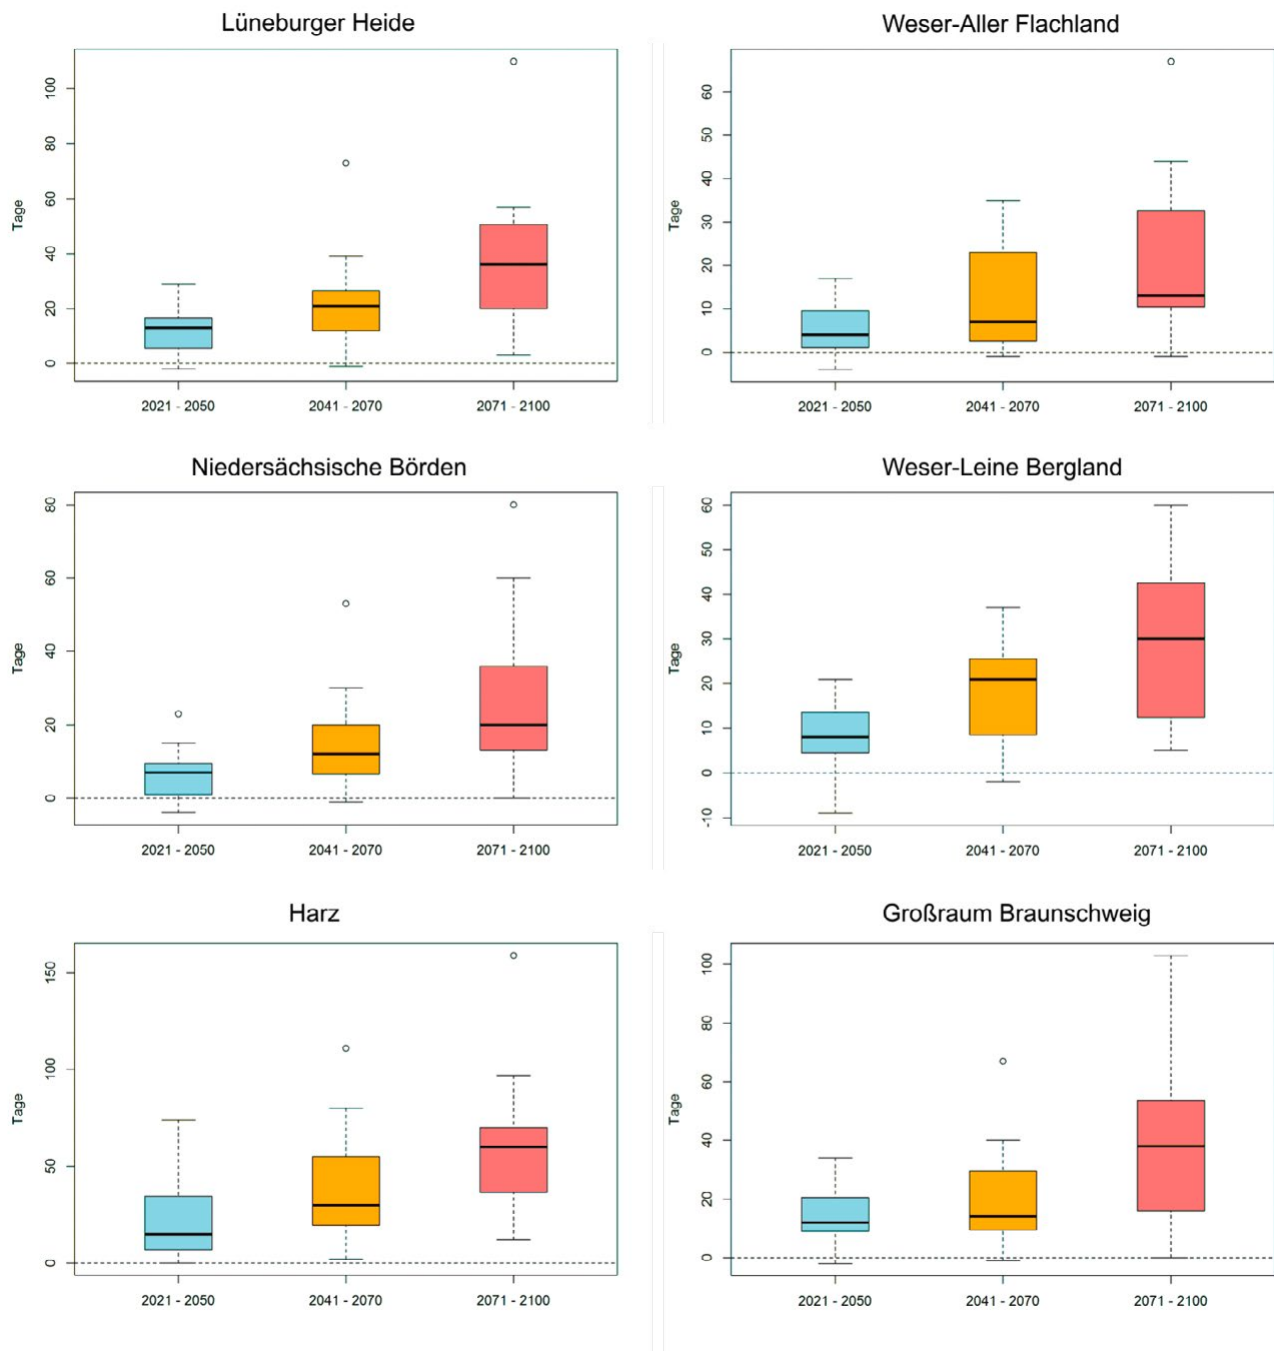 Lüneburger Heide
Tage
100
80
60
40
20
0
2021 - 2050
2041 - 2070
2071 - 2100
Weser-Aller Flachland
Tage
60
50
40
30
20
10
0
2021 - 2050
2041 - 2070
2071 - 2100
Niedersächsische Börden
Tage
80
60
40
20
0
2021 - 2050
2041 - 2070
2071 - 2100
Weser-Leine Bergland
Tage
60
50
40
30
20
10
0
-10
2021 - 2050
2041 - 2070
2071 - 2100
Harz
Tage
150
100
50
0
2021 - 2050
2041 - 2070
2071 - 2100
Großraum Braunschweig
Tage
100
80
60
40
20
0
2021 - 2050
2041 - 2070
2071 - 2100